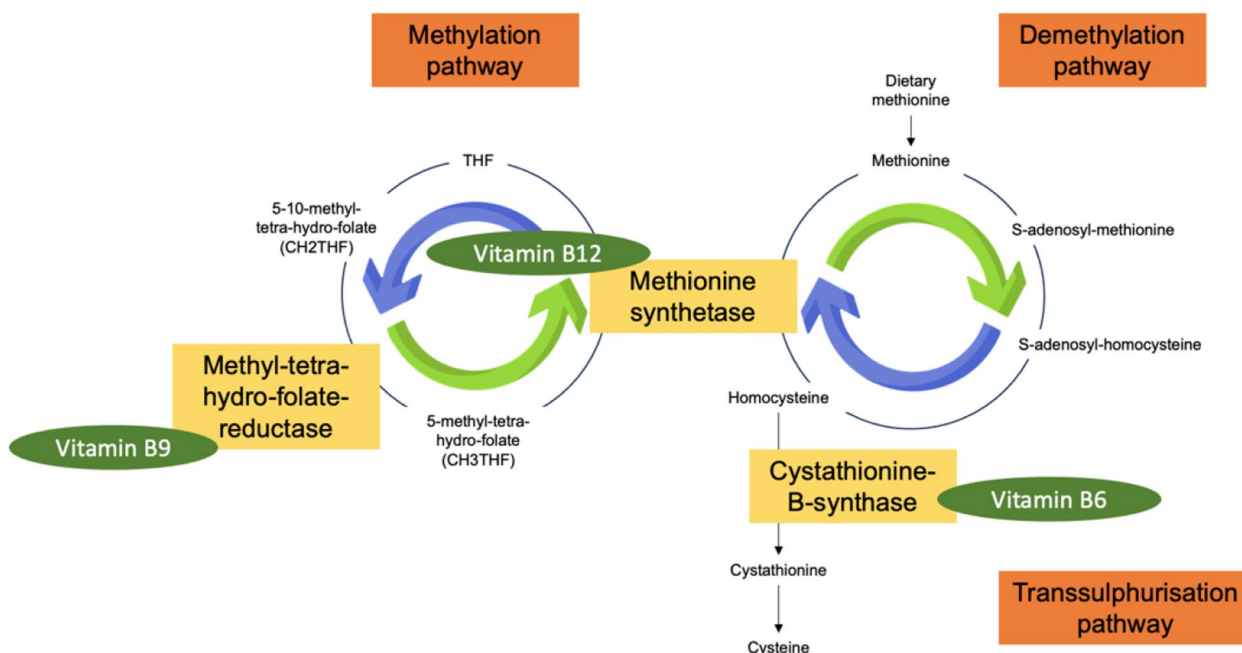 Methylation
pathway
Demethylation
pathway
Dietary
methionine
THF
Methionine
5-10-methyl-
tetra-hydro-folate
(CH2THF)
S-adenosyl-methionine
Vitamin B12
Methionine
synthetase
Methyl-tetra-
hydro-folate-
reductase
S-adenosyl-homocysteine
Homocysteine
Vitamin B9
5-methyl-tetra-
hydro-folate
(CH3THF)
Cystathionine-
B-synthase
Vitamin B6
Cystathionine
Transsulphurisation
pathway
Cysteine